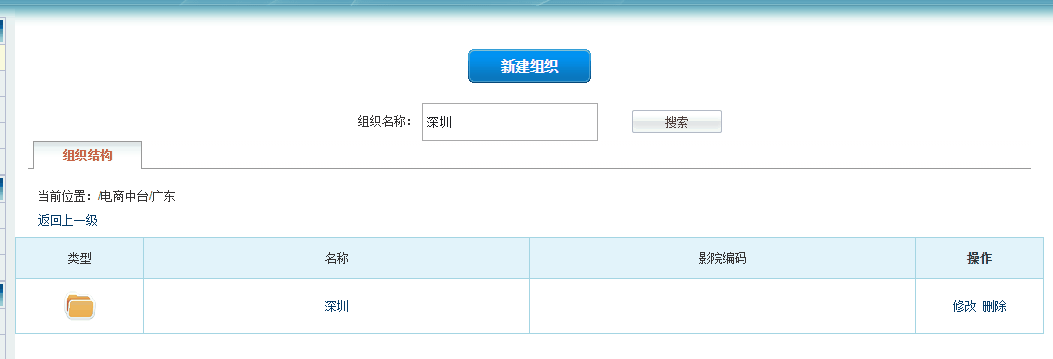 新建组织
组织名称： 深圳 搜索
组织结构
当前位置：/电商中台/广东
返回上一级
类型 名称 影院编码 操作
深圳 修改 删除